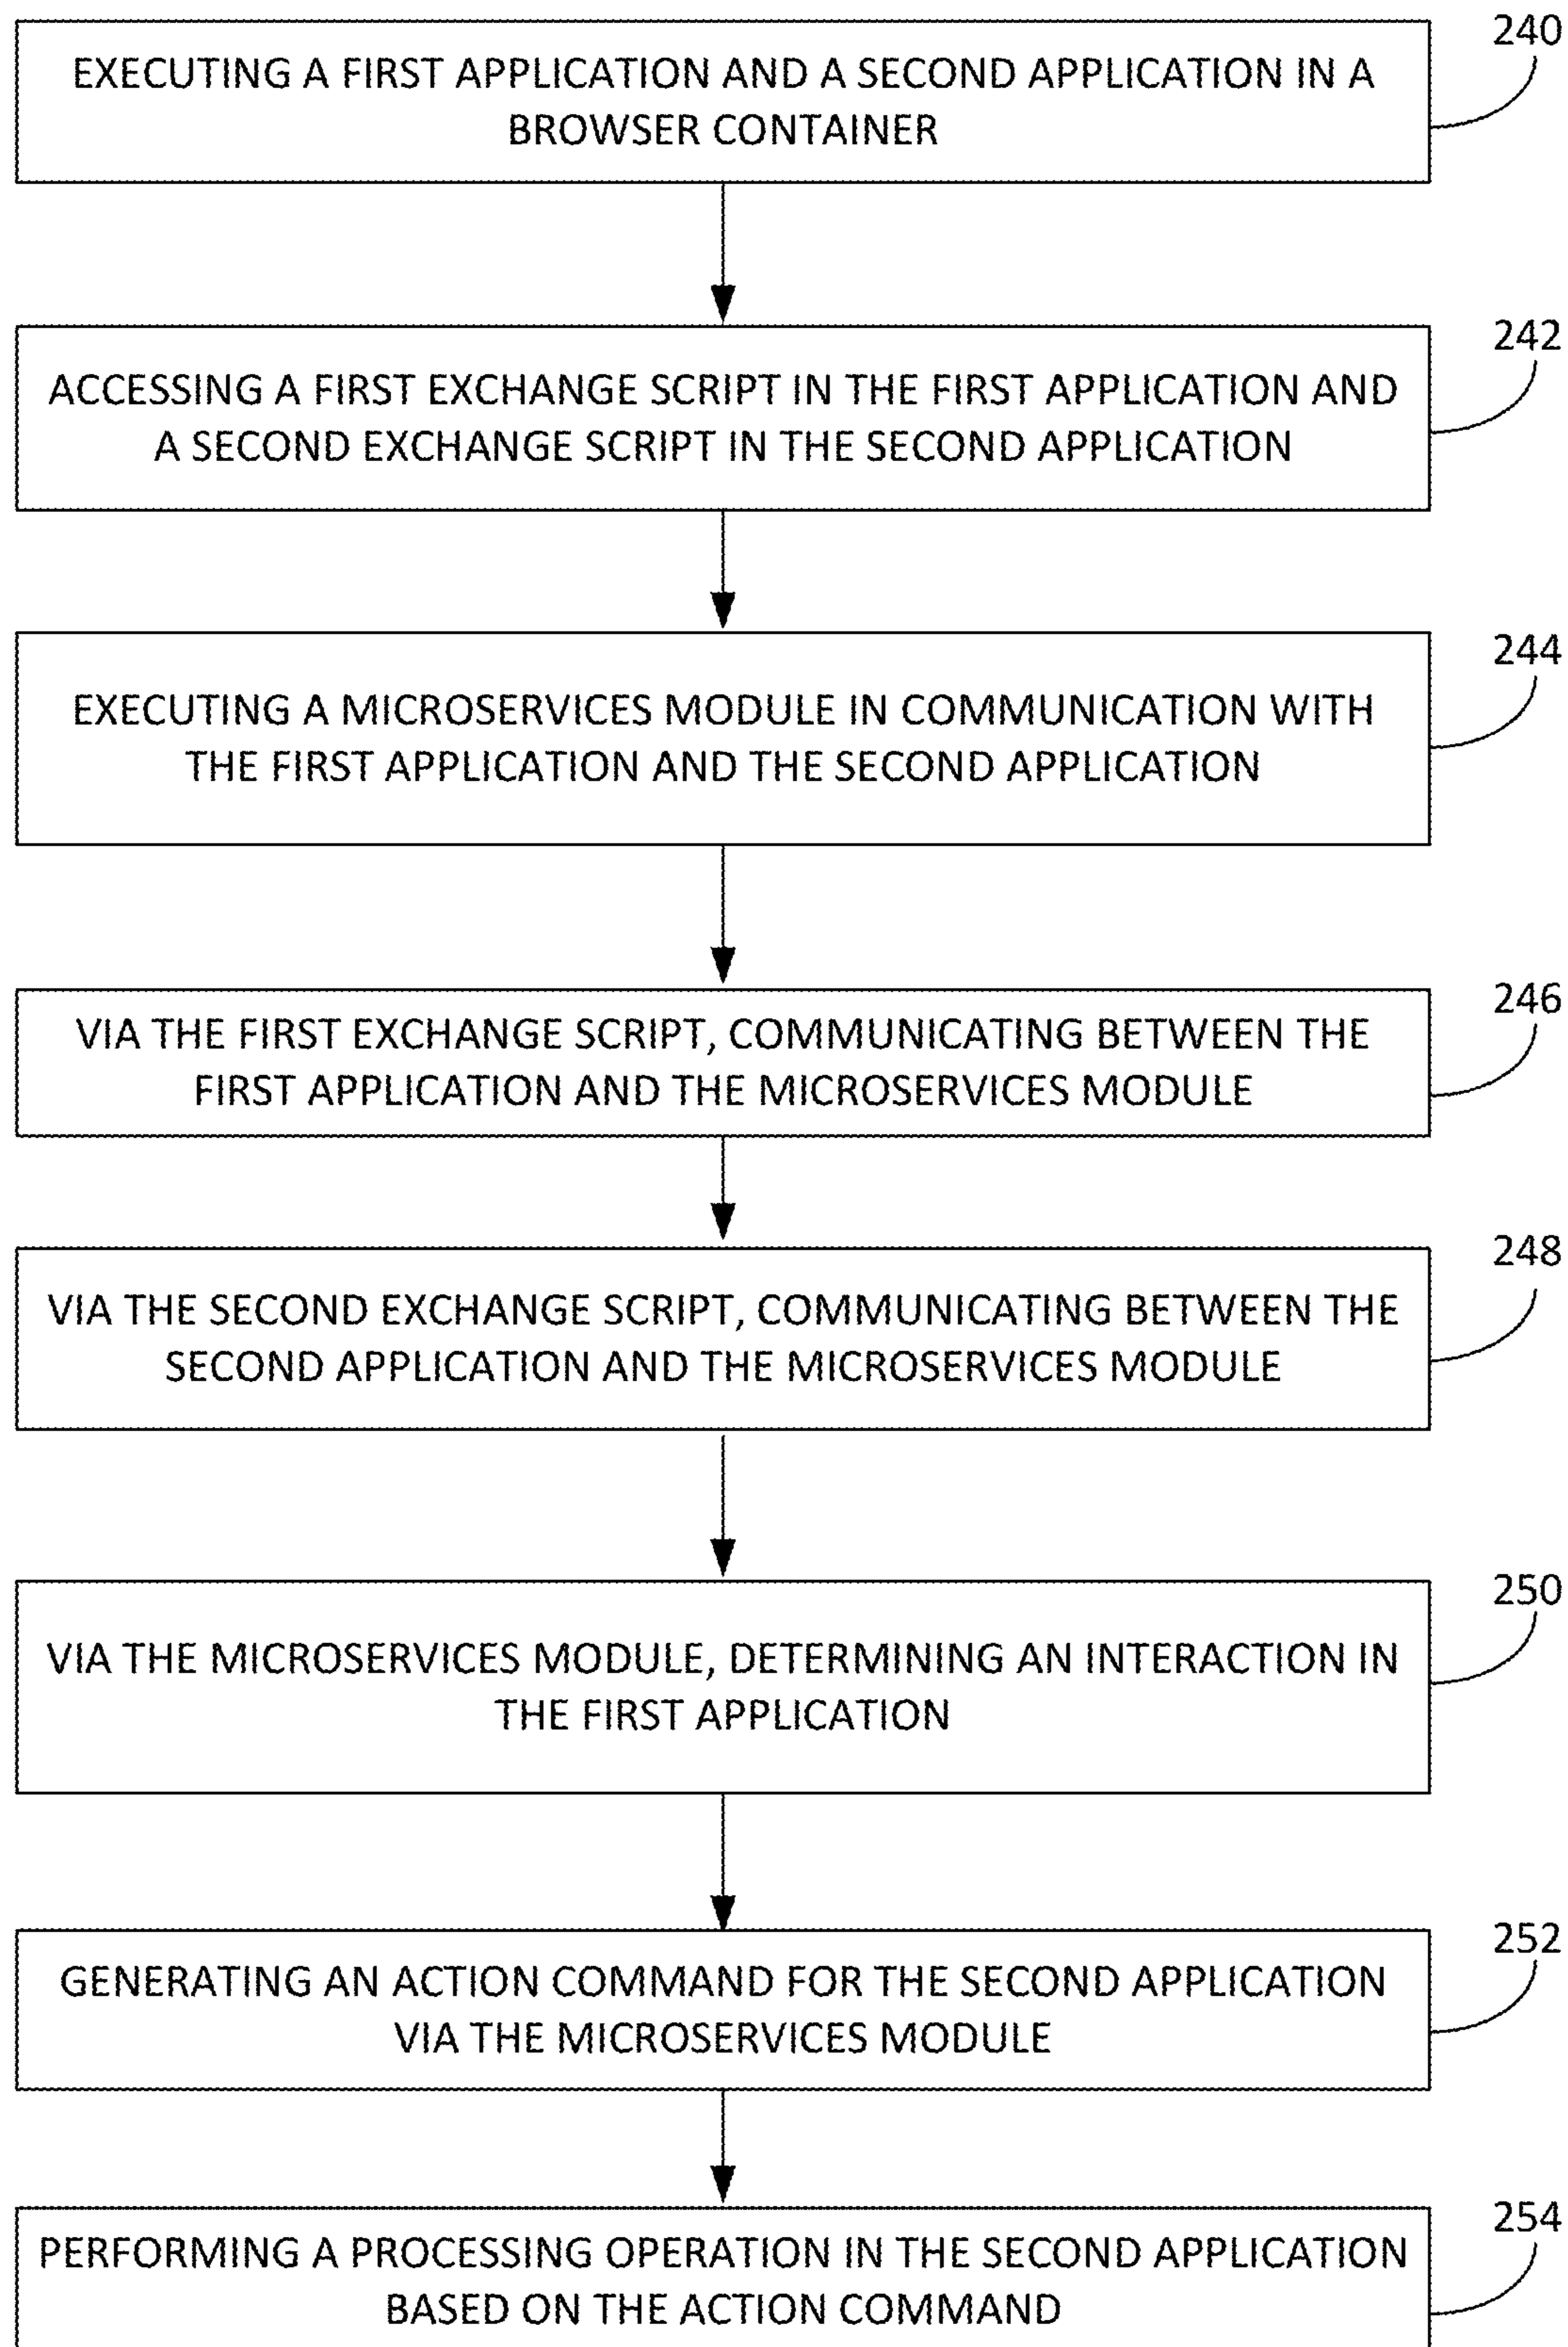 240
EXECUTING A FIRST APPLICATION AND A SECOND APPLICATION IN A
BROWSER CONTAINER
242
ACCESSING A FIRST EXCHANGE SCRIPT IN THE FIRST APPLICATION AND
A SECOND EXCHANGE SCRIPT IN THE SECOND APPLICATION
244
EXECUTING A MICROSERVICES MODULE IN COMMUNICATION WITH
THE FIRST APPLICATION AND THE SECOND APPLICATION
246
VIA THE FIRST EXCHANGE SCRIPT, COMMUNICATING BETWEEN THE
FIRST APPLICATION AND THE MICROSERVICES MODULE
248
VIA THE SECOND EXCHANGE SCRIPT, COMMUNICATING BETWEEN THE
SECOND APPLICATION AND THE MICROSERVICES MODULE
250
VIA THE MICROSERVICES MODULE, DETERMINING AN INTERACTION IN
THE FIRST APPLICATION
252
GENERATING AN ACTION COMMAND FOR THE SECOND APPLICATION
VIA THE MICROSERVICES MODULE
254
PERFORMING A PROCESSING OPERATION IN THE SECOND APPLICATION
BASED ON THE ACTION COMMAND